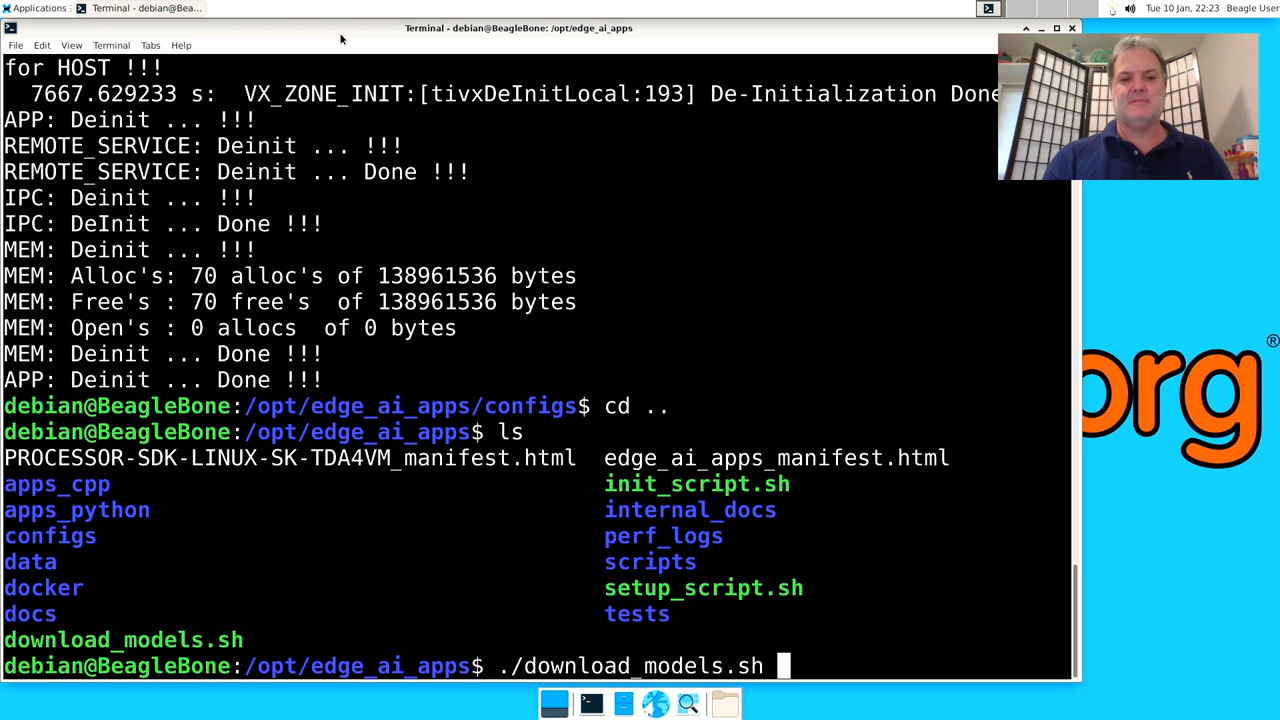 Applications
Terminal - debian@Bea...
Tue 10 Jan, 22:23
Beagle User
Terminal - debian@BeagleBone: /opt/edge_ai_apps
File Edit View Terminal Tabs Help
for HOST !!!
7667.629233 s: VX_ZONE_INIT:[tivxDeInitLocal:193] De-Initialization Done
APP: Deinit ... !!!
REMOTE_SERVICE: Deinit ... !!!
REMOTE_SERVICE: Deinit ... Done !!!
IPC: Deinit ... !!!
IPC: DeInit ... Done !!!
MEM: Deinit ... !!!
MEM: Alloc's: 70 alloc's of 138961536 bytes
MEM: Free's : 70 free's of 138961536 bytes
MEM: Open's : 0 allocs of 0 bytes
MEM: Deinit ... Done !!!
APP: Deinit ... Done !!!
debian@BeagleBone:/opt/edge_ai_apps/configs$ cd ..
debian@BeagleBone:/opt/edge_ai_apps$ ls
PROCESSOR-SDK-LINUX-SK-TDA4VM_manifest.html edge_ai_apps_manifest.html
apps_cpp init_script.sh
apps_python internal_docs
configs perf_logs
data scripts
docker setup_script.sh
docs tests
download_models.sh
debian@BeagleBone:/opt/edge_ai_apps$ ./download_models.sh
org®